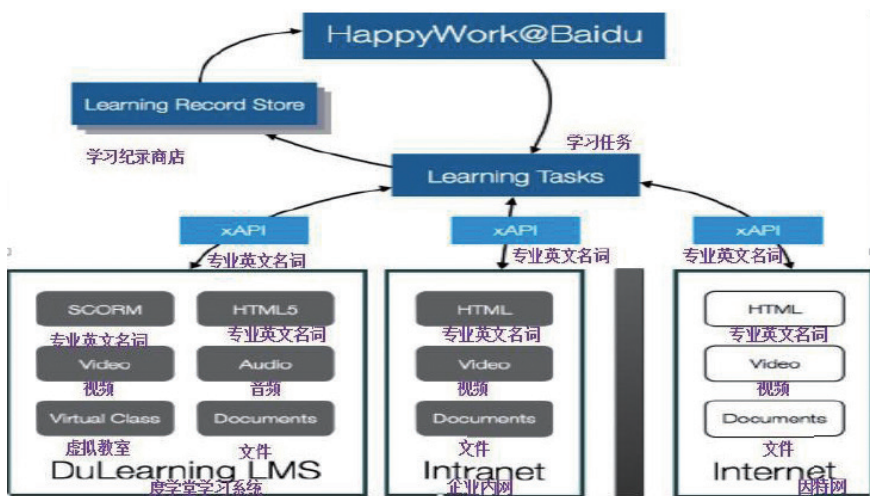 HappyWork@Baidu
Learning Record Store
学习纪录商店
学习任务
Learning Tasks
xAPI
xAPI
xAPI
专业英文名词
专业英文名词
专业英文名词
SCORM
HTML5
专业英文名词
专业英文名词
Video
Audio
视频
音频
Virtual Class
Documents
虚拟教室
文件
DuLearning LMS
度学堂学习系统
HTML
专业英文名词
Video
视频
Documents
文件
Intranet
企业内网
HTML
专业英文名词
Video
视频
Documents
文件
Internet
因特网